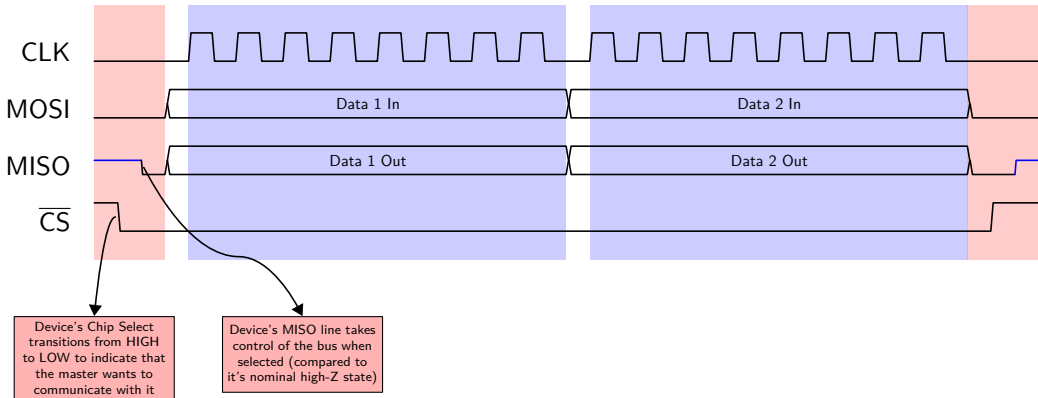 CLK
MOSI
Data 1 In
Data 2 In
MISO
Data 1 Out
Data 2 Out
CS
Device's Chip Select
transitions from HIGH
to LOW to indicate that
the master wants to
communicate with it
Device's MISO line takes
control of the bus when
selected (compared to
it's nominal high-Z state)